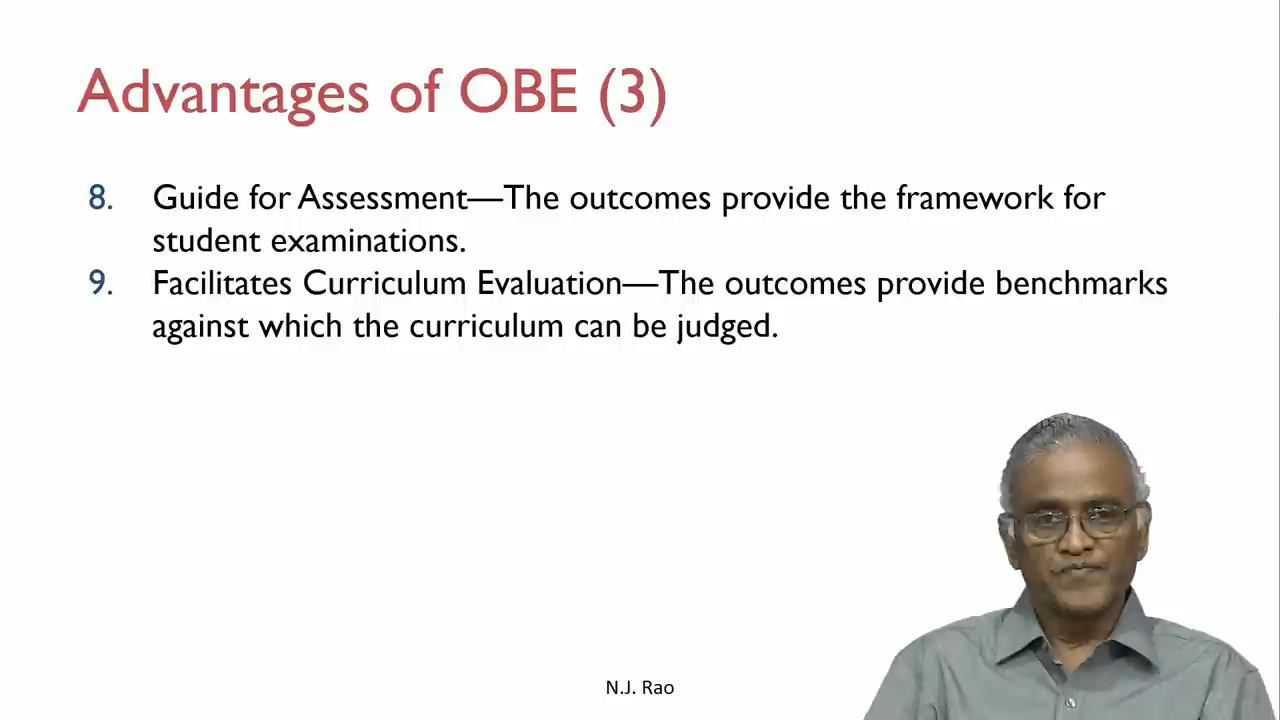 Advantages of OBE (3)
8. Guide for Assessment—The outcomes provide the framework for
student examinations.
9. Facilitates Curriculum Evaluation—The outcomes provide benchmarks
against which the curriculum can be judged.
N.J. Rao